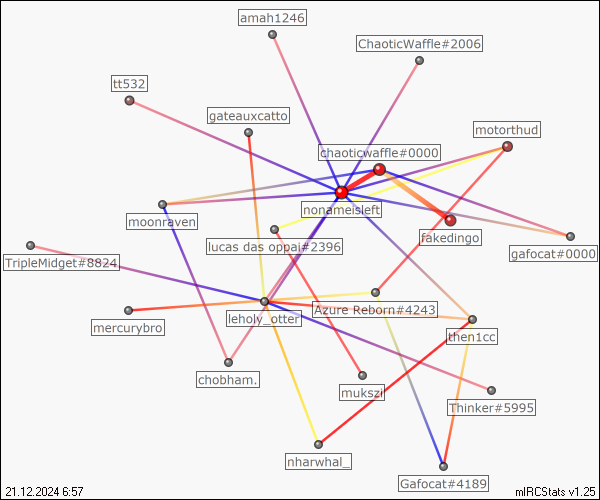 amah1246
ChaoticWaffle#2006
tt532
gateauxcatto
motorthud
chaoticwaffle#0000
nonameisleft
moonraven
fakedingo
lucas das oppai#2396
gafocat#0000
TripleMidget#8824
Azure Reborn#4243
leholy_otter
mercurybro
then1cc
chobham.
mukszi
Thinker#5995
nharwhal_
Gafocat#4189
21.12.2024 6:57
mIRCStats v1.25